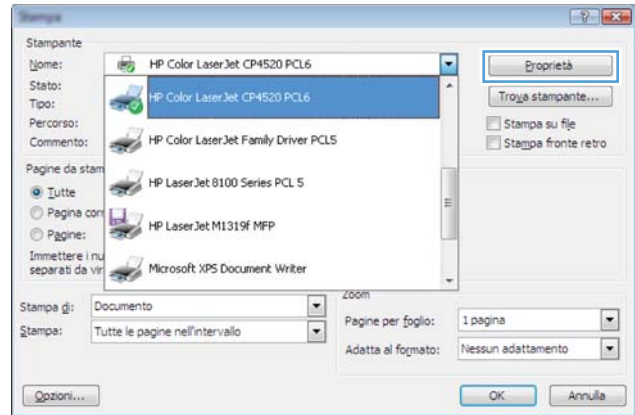 Stampa
Stampante
Nome: HP Color LaserJet CP4520 PCL6 Proprietà
Stato: HP Color LaserJet CP4520 PCL6 Trova stampante...
Tipo:
Percorso: Stampa su file
Commento: HP Color LaserJet Family Driver PCL5 Stampa fronte retro
Pagine da stam
Tutte HP LaserJet 8100 Series PCL 5
Pagina corr
Pagine: HP LaserJet M1319f MFP
Immettere i nu
separati da vir Microsoft XPS Document Writer
Zoom
Stampa di: Documento
Pagine per foglio: 1 pagina
Stampa: Tutte le pagine nell'intervallo
Adatta al formato: Nessun adattamento
Opzioni... OK Annulla